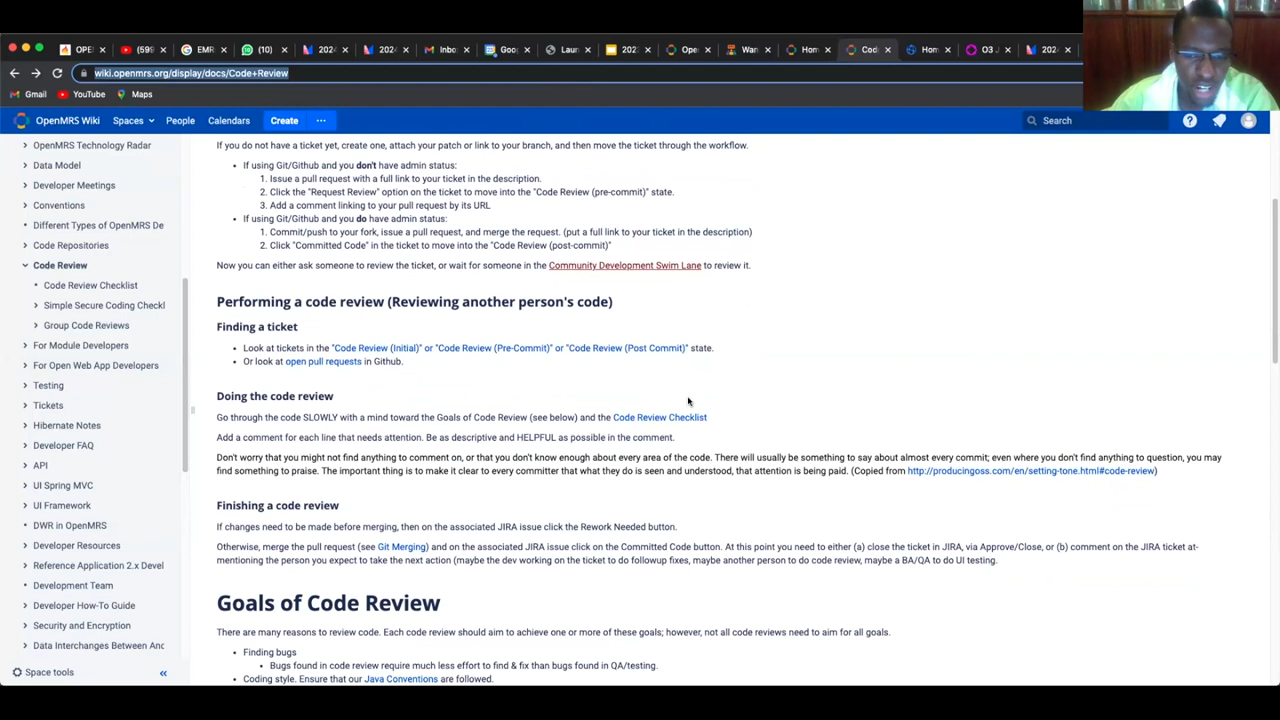 OPE
(599
EMR
(10)
2024
2024
Inbo
Goo
Laun
202
Ope
Wan
Hom
Cod
Hom
O3 J
2024
wiki.openmrs.org/display/docs/Code+Review
Gmail YouTube Maps
OpenMRS Wiki Spaces People Calendars Create ... Search
OpenMRS Technology Radar
Data Model
Developer Meetings
Conventions
Different Types of OpenMRS De
Code Repositories
Code Review
Code Review Checklist
Simple Secure Coding Checkl
Group Code Reviews
For Module Developers
For Open Web App Developers
Testing
Tickets
Hibernate Notes
Developer FAQ
API
UI Spring MVC
UI Framework
DWR in OpenMRS
Developer Resources
Reference Application 2.x Devel
Development Team
Developer How-To Guide
Security and Encryption
Data Interchanges Between Anc
Space tools
If you do not have a ticket yet, create one, attach your patch or link to your branch, and then move the ticket through the workflow.
If using Git/Github and you don't have admin status:
1. Issue a pull request with a full link to your ticket in the description.
2. Click the "Request Review" option on the ticket to move into the "Code Review (pre-commit)" state.
3. Add a comment linking to your pull request by its URL
If using Git/Github and you do have admin status:
1. Commit/push to your fork, issue a pull request, and merge the request. (put a full link to your ticket in the description)
2. Click "Committed Code" in the ticket to move into the "Code Review (post-commit)"
Now you can either ask someone to review the ticket, or wait for someone in the Community Development Swim Lane to review it.
Performing a code review (Reviewing another person's code)
Finding a ticket
Look at tickets in the "Code Review (Initial)" or "Code Review (Pre-Commit)" or "Code Review (Post Commit)" state.
Or look at open pull requests in Github.
Doing the code review
Go through the code SLOWLY with a mind toward the Goals of Code Review (see below) and the Code Review Checklist
Add a comment for each line that needs attention. Be as descriptive and HELPFUL as possible in the comment.
Don't worry that you might not find anything to comment on, or that you don't know enough about every area of the code. There will usually be something to say about almost every commit; even where you don't find anything to question, you may
find something to praise. The important thing is to make it clear to every committer that what they do is seen and understood, that attention is being paid. (Copied from http://producingoss.com/en/setting-tone.html#code-review)
Finishing a code review
If changes need to be made before merging, then on the associated JIRA issue click the Rework Needed button.
Otherwise, merge the pull request (see Git Merging) and on the associated JIRA issue click on the Committed Code button. At this point you need to either (a) close the ticket in JIRA, via Approve/Close, or (b) comment on the JIRA ticket at-
mentioning the person you expect to take the next action (maybe the dev working on the ticket to do followup fixes, maybe another person to do code review, maybe a BA/QA to do UI testing.
Goals of Code Review
There are many reasons to review code. Each code review should aim to achieve one or more of these goals; however, not all code reviews need to aim for all goals.
Finding bugs
Bugs found in code review require much less effort to find & fix than bugs found in QA/testing.
Coding style. Ensure that our Java Conventions are followed.